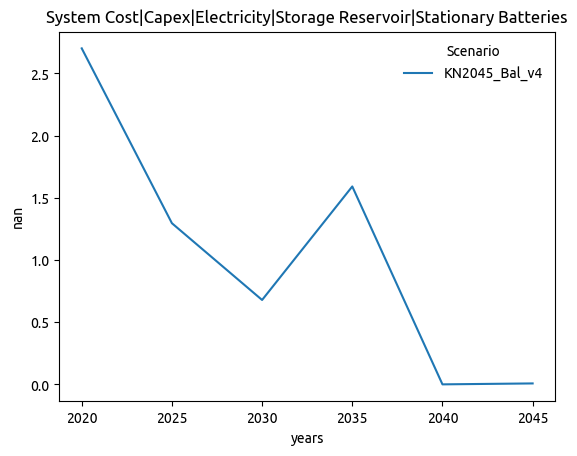 System Cost|Capex|Electricity|Storage Reservoir|Stationary Batteries
Scenario
KN2045_Bal_v4
2.5
2.0
1.5
1.0
0.5
0.0
nan
2020 2025 2030 2035 2040 2045
years